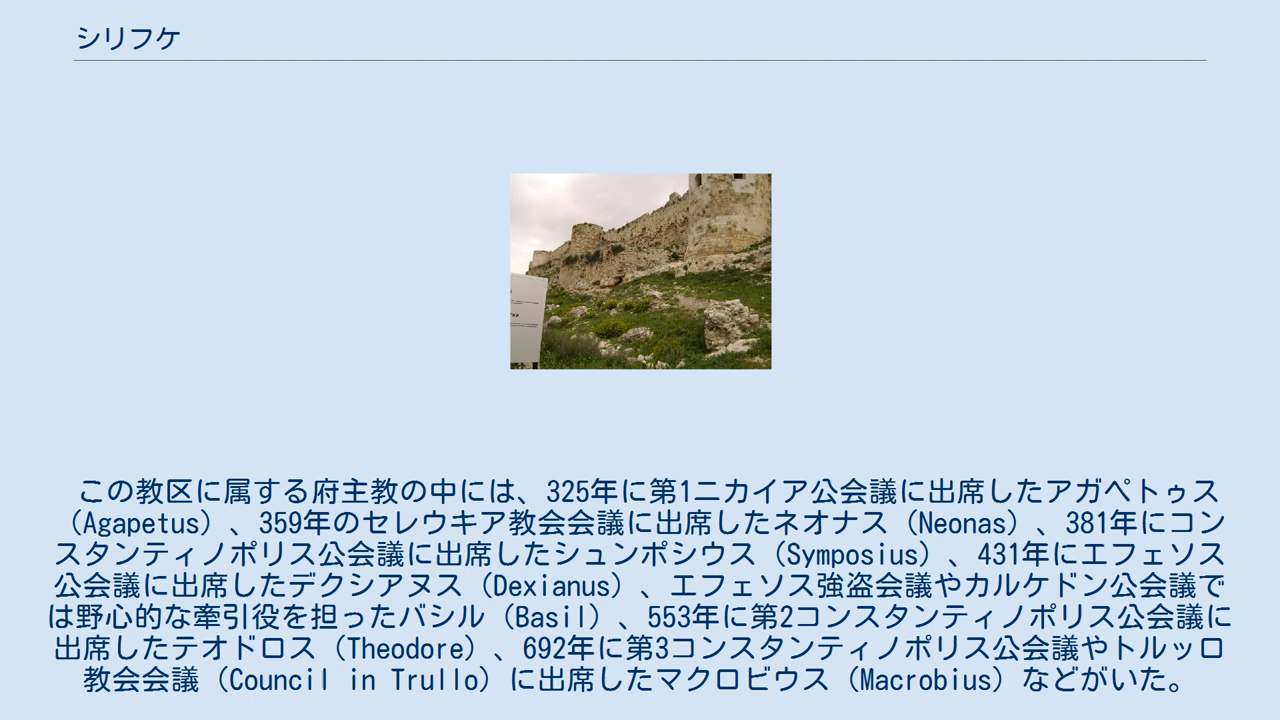 シリフケ
この教区に属する府主教の中には、325年に第1ニカイア公会議に出席したアガペトゥス
（Agapetus）、359年のセレウキア教会会議に出席したネオナス（Neonas）、381年にコン
スタンティノポリス公会議に出席したシュンポシウス（Symposius）、431年にエフェソス
公会議に出席したデクシアヌス（Dexianus）、エフェソス強盗会議やカルケドン公会議で
は野心的な牽引役を担ったバシル（Basil）、553年に第2コンスタンティノポリス公会議に
出席したテオドロス（Theodore）、692年に第3コンスタンティノポリス公会議やトルッロ
教会会議（Council in Trullo）に出席したマクロビウス（Macrobius）などがいた。